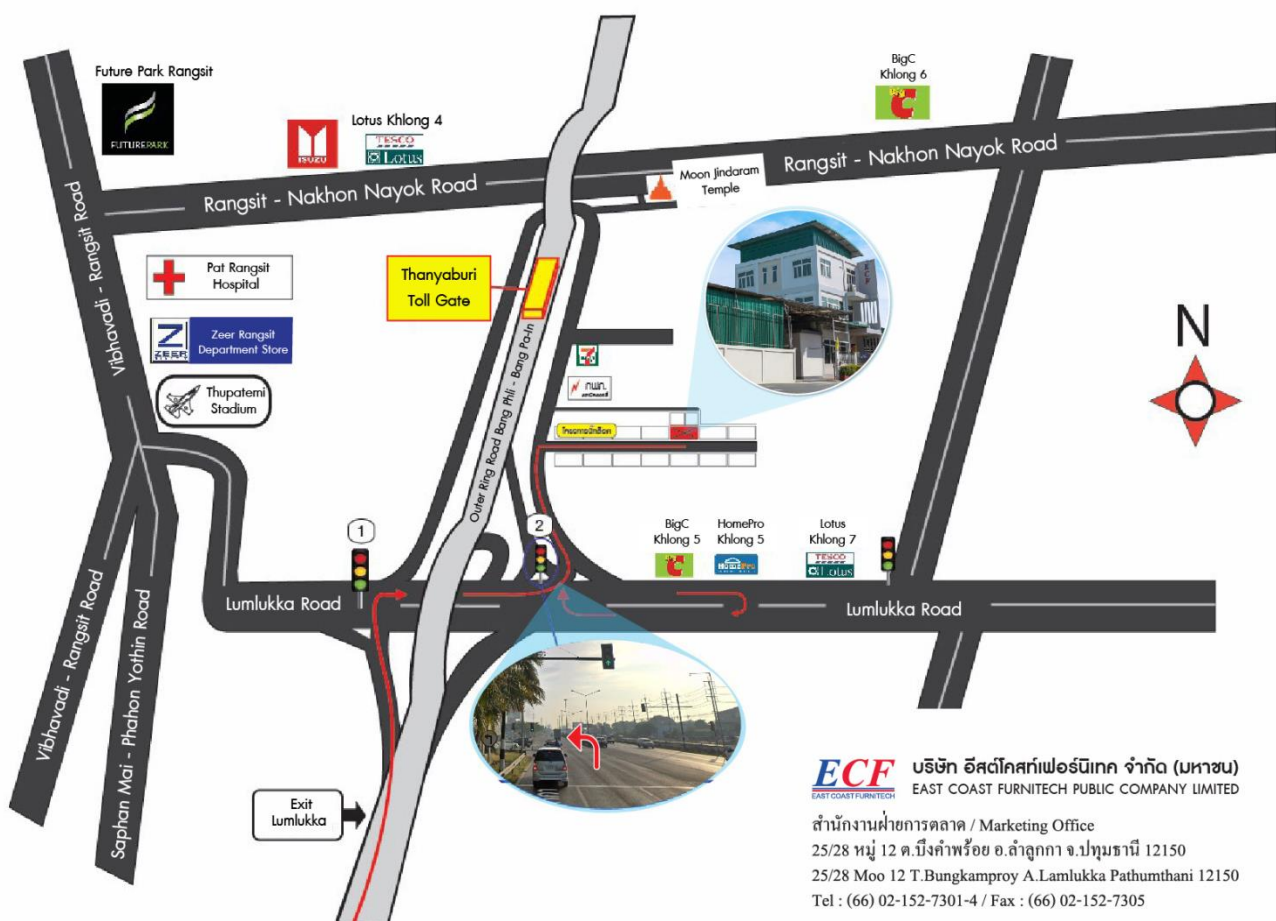 Future Park Rangsit
FUTUREPARK
ISUZU
Lotus Khlong 4
TESCO
Lotus
BigC
Khlong 6
Big
C
Rangsit - Nakhon Nayok Road
Moon Jindaram
Temple
Rangsit - Nakhon Nayok Road
Vibhavadi - Rangsit Road
Pat Rangsit
Hospital
Z
ZEER
Zeer Rangsit
Department Store
Thupatemi
Stadium
Thanyaburi
Toll Gate
Outer Ring Road Bang Phli - Bang Pa-In
7
กฟภ.
N
1
2
BigC
Khlong 5
C
HomePro
Khlong 5
HomePro
Lotus
Khlong 7
TESCO
Lotus
Lumlukka Road
Lumlukka Road
Vibhavadi - Rangsit Road
Saphan Mai - Phahon Yothin Road
Exit
Lumlukka
ECF
EAST COAST FURNITECH
บริษัท อีสต์โคสท์เฟอร์นิเทค จำกัด (มหาชน)
EAST COAST FURNITECH PUBLIC COMPANY LIMITED
สำนักงานฝ่ายการตลาด / Marketing Office
25/28 หมู่ 12 ต.บึงคำพร้อย อ.ลำลูกกา จ.ปทุมธานี 12150
25/28 Moo 12 T.Bungkamproy A.Lamlukka Pathumthani 12150
Tel : (66) 02-152-7301-4 / Fax : (66) 02-152-7305